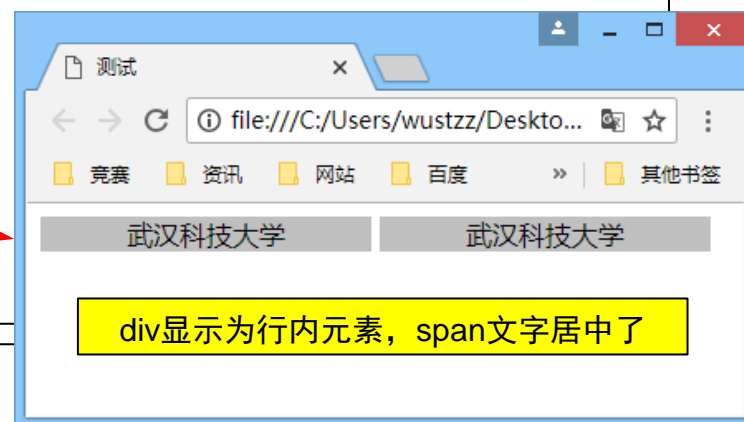 测试
file:///C:/Users/wustzz/Deskto...
竞赛 资讯 网站 百度 » 其他书签
武汉科技大学 武汉科技大学
div显示为行内元素，span文字居中了